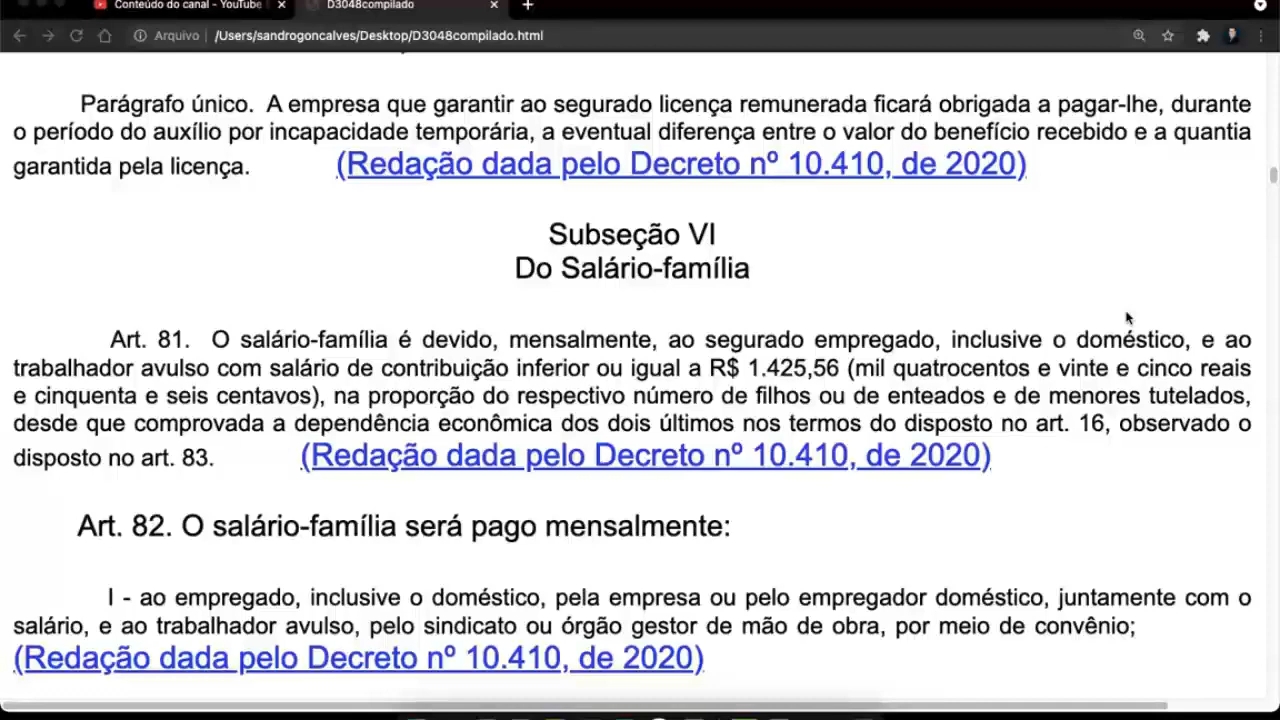 Conteúdo do canal - YouTube
D3048compilado
Arquivo
/Users/sandrogoncalves/Desktop/D3048compilado.html
Parágrafo único. A empresa que garantir ao segurado licença remunerada ficará obrigada a pagar-lhe, durante
o período do auxílio por incapacidade temporária, a eventual diferença entre o valor do benefício recebido e a quantia
garantida pela licença. (Redação dada pelo Decreto nº 10.410, de 2020)
Subseção VI
Do Salário-família
Art. 81. O salário-família é devido, mensalmente, ao segurado empregado, inclusive o doméstico, e ao
trabalhador avulso com salário de contribuição inferior ou igual a R$ 1.425,56 (mil quatrocentos e vinte e cinco reais
e cinquenta e seis centavos), na proporção do respectivo número de filhos ou de enteados e de menores tutelados,
desde que comprovada a dependência econômica dos dois últimos nos termos do disposto no art. 16, observado o
disposto no art. 83. (Redação dada pelo Decreto nº 10.410, de 2020)
Art. 82. O salário-família será pago mensalmente:
I - ao empregado, inclusive o doméstico, pela empresa ou pelo empregador doméstico, juntamente com o
salário, e ao trabalhador avulso, pelo sindicato ou órgão gestor de mão de obra, por meio de convênio;
(Redação dada pelo Decreto nº 10.410, de 2020)